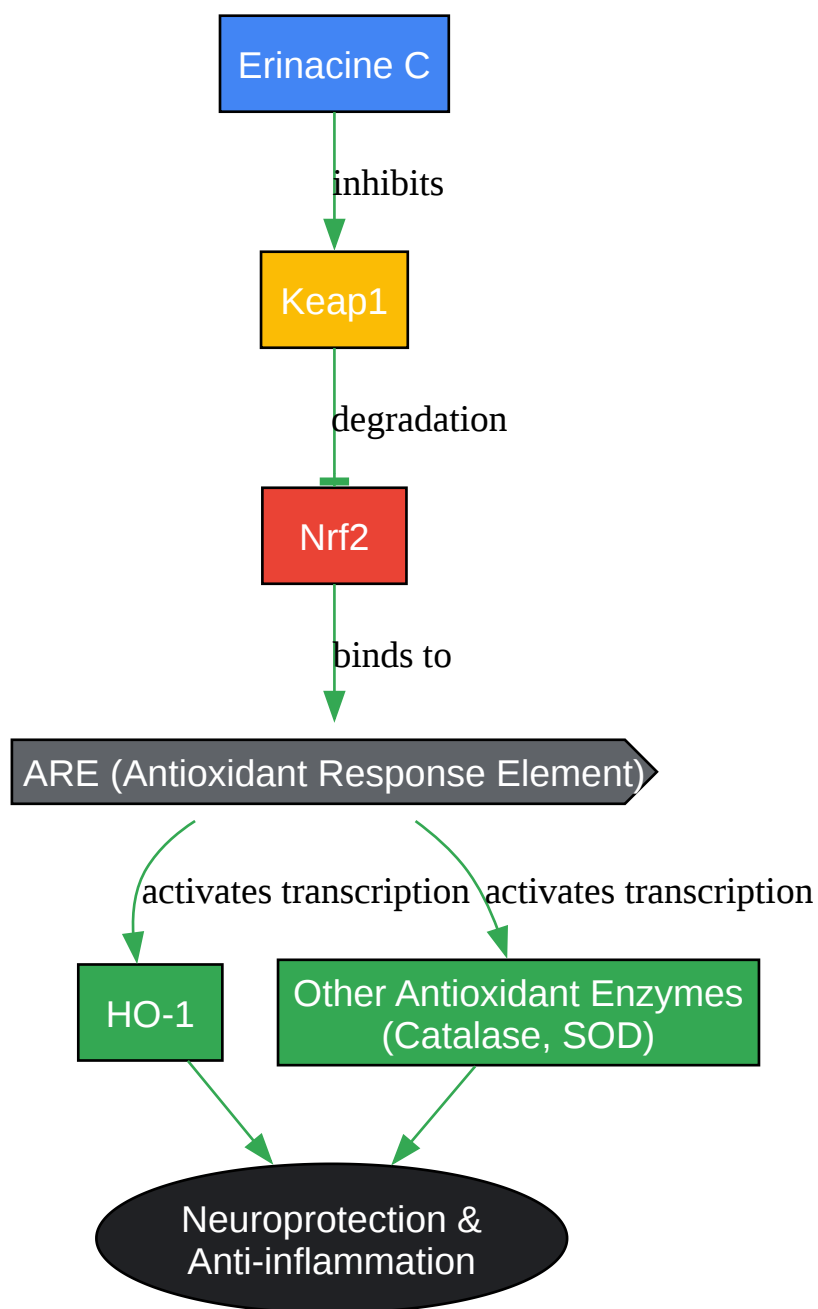 Erinacine C
inhibits
Keap1
degradation
Nrf2
binds to
ARE (Antioxidant Response Element)
activates transcription
activates transcription
HO-1
Other Antioxidant Enzymes
(Catalase, SOD)
Neuroprotection &
Anti-inflammation